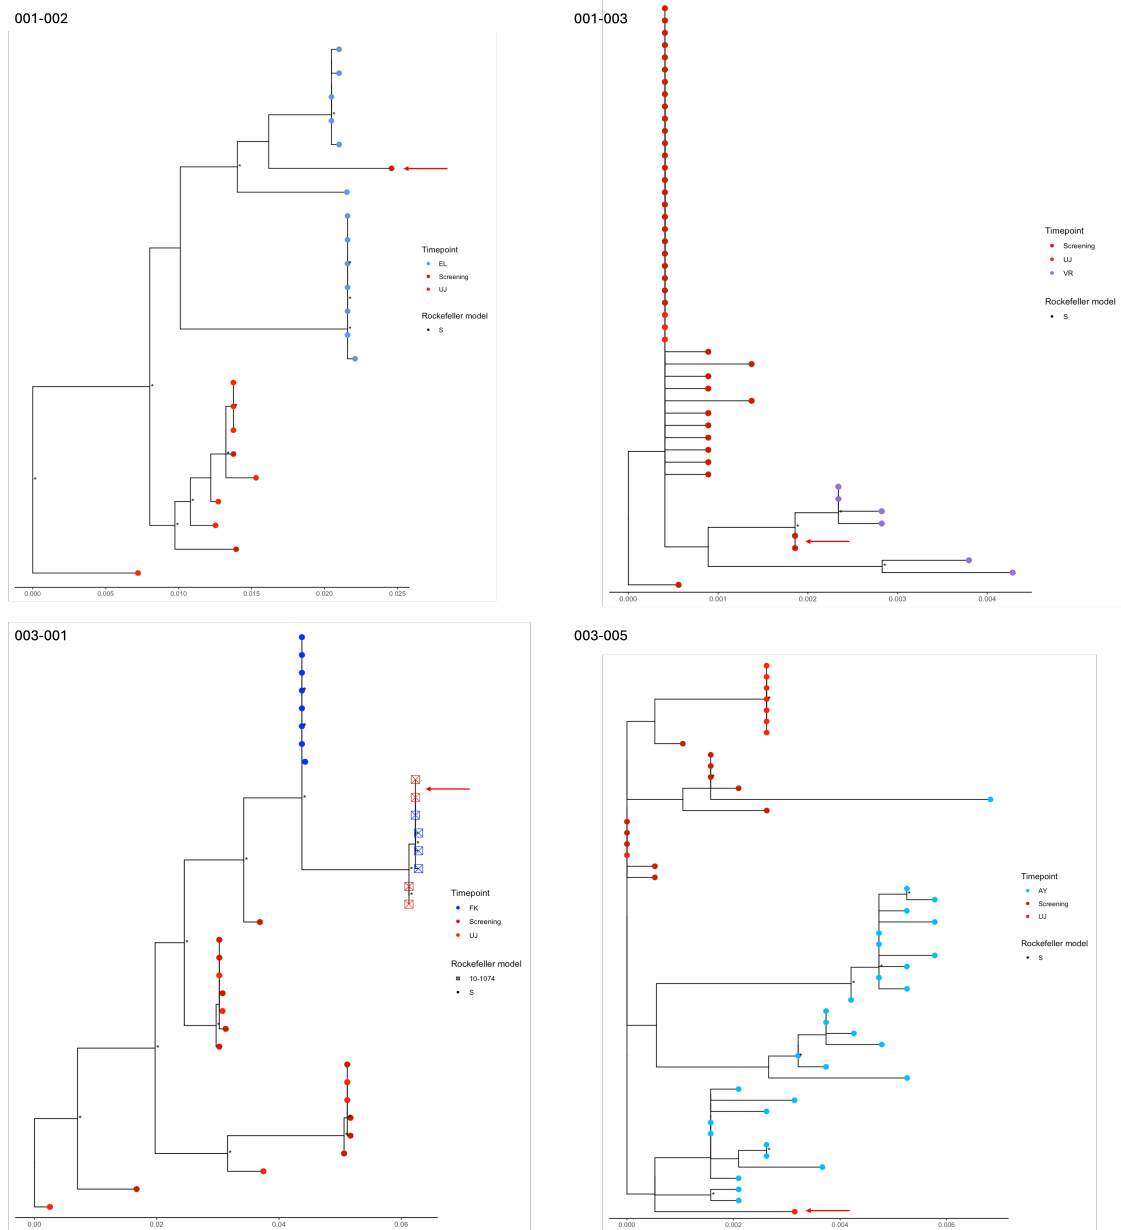 001-002
Timepoint
EL
Screening
UJ
Rockefeller model
S
0.000 0.005 0.010 0.015 0.020 0.025
001-003
Timepoint
Screening
UJ
VR
Rockefeller model
S
0.000 0.001 0.002 0.003 0.004
003-001
Timepoint
FK
Screening
UJ
Rockefeller model
10-1074
S
0.00 0.02 0.04 0.06
003-005
Timepoint
AY
Screening
UJ
Rockefeller model
S
0.000 0.002 0.004 0.006